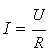 I = U/R